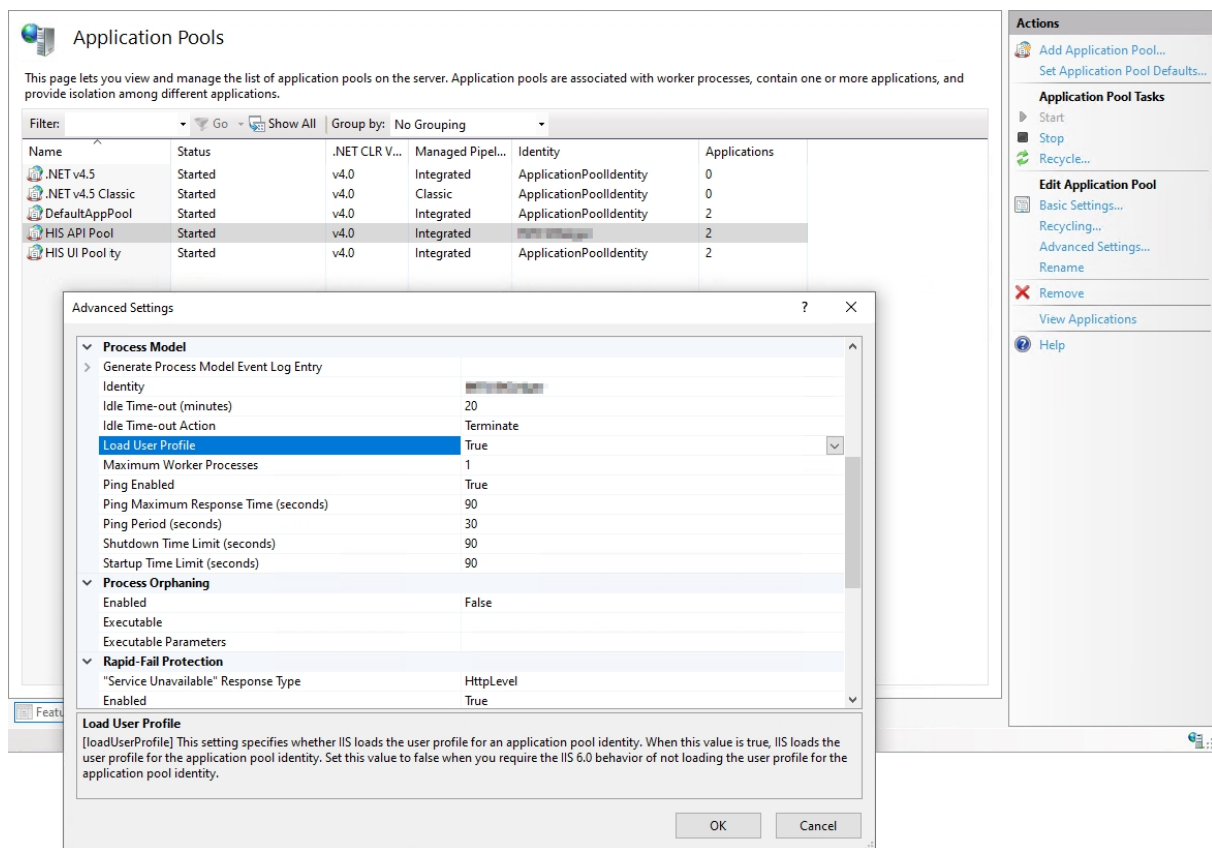 Application Pools
This page lets you view and manage the list of application pools on the server. Application pools are associated with worker processes, contain one or more applications, and
provide isolation among different applications.
Filter: Go Show All Group by: No Grouping
Name Status .NET CLR V... Managed Pipel... Identity Applications
.NET v4.5 Started v4.0 Integrated ApplicationPoolIdentity 0
.NET v4.5 Classic Started v4.0 Classic ApplicationPoolIdentity 0
DefaultAppPool Started v4.0 Integrated ApplicationPoolIdentity 2
HIS API Pool Started v4.0 Integrated 2
HIS UI Pool ty Started v4.0 Integrated ApplicationPoolIdentity 2
Advanced Settings ?
Process Model
Generate Process Model Event Log Entry
Identity
Idle Time-out (minutes) 20
Idle Time-out Action Terminate
Load User Profile True
Maximum Worker Processes 1
Ping Enabled True
Ping Maximum Response Time (seconds) 90
Ping Period (seconds) 30
Shutdown Time Limit (seconds) 90
Startup Time Limit (seconds) 90
Process Orphaning
Enabled False
Executable
Executable Parameters
Rapid-Fail Protection
"Service Unavailable" Response Type HttpLevel
Enabled True
Featu
Load User Profile
[loadUserProfile] This setting specifies whether IIS loads the user profile for an application pool identity. When this value is true, IIS loads the
user profile for the application pool identity. Set this value to false when you require the IIS 6.0 behavior of not loading the user profile for the
application pool identity.
OK Cancel
Actions
Add Application Pool...
Set Application Pool Defaults...
Application Pool Tasks
Start
Stop
Recycle...
Edit Application Pool
Basic Settings...
Recycling...
Advanced Settings...
Rename
Remove
View Applications
Help